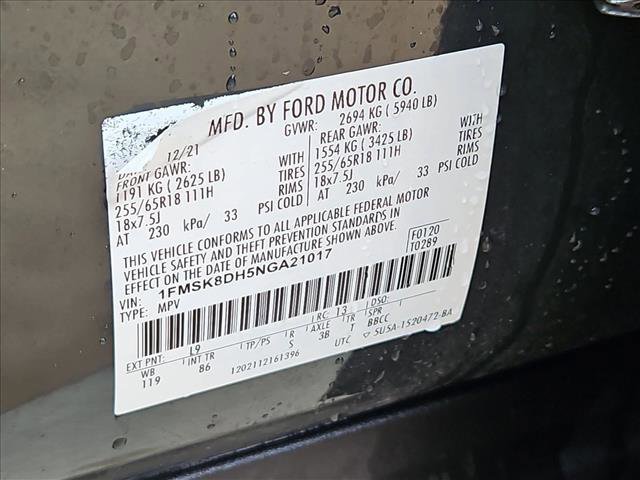 MFD. BY FORD MOTOR CO.
12/21 GVWR: 2694 KG (5940 LB)
FRONT GAWR: REAR GAWR:
1191 KG (2625 LB) WITH 1554 KG (3425 LB) WITH
255/65R18 111H TIRES 255/65R18 111H TIRES
18x7.5J RIMS 18x7.5J RIMS
AT 230 kPa/ 33 PSI COLD AT 230 kPa/ 33 PSI COLD
THIS VEHICLE CONFORMS TO ALL APPLICABLE FEDERAL MOTOR
VEHICLE SAFETY AND THEFT PREVENTION STANDARDS IN
EFFECT ON THE DATE OF MANUFACTURE SHOWN ABOVE.
VIN: 1FMSK8DH5NGA21017 F0120
TYPE: MPV T0289
EXT PNT: L9 RC: 13 DSO:
WB INT TR TP/PS R AXLE TR SPR
119 86 S 3B T BBCC
1202112161396 UTC 5U5A-1520472-BA